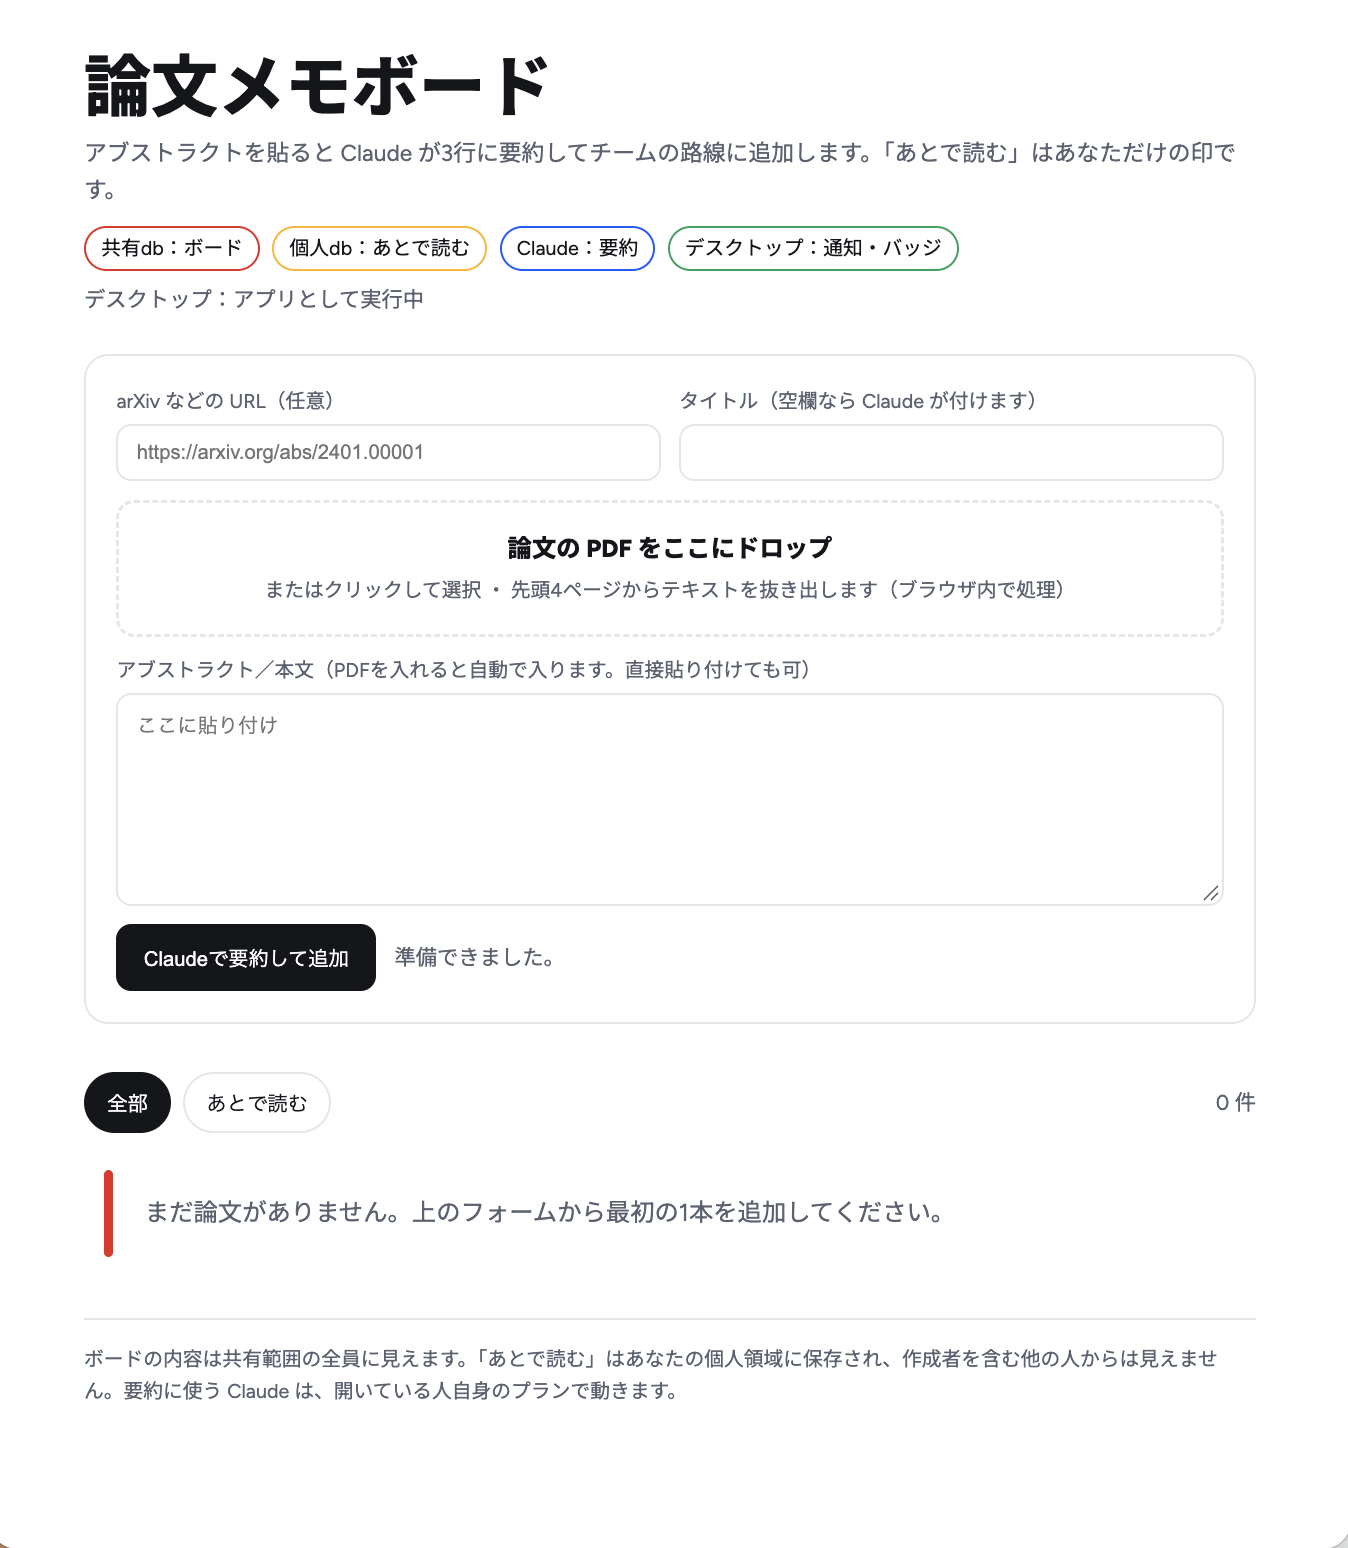 論文メモボード
アブストラクトを貼ると Claude が3行に要約してチームの路線に追加します。「あとで読む」はあなただけの印で
す。
共有db：ボード
個人db：あとで読む
Claude：要約
デスクトップ：通知・バッジ
デスクトップ：アプリとして実行中
arXiv などの URL（任意）
タイトル（空欄なら Claude が付けます）
https://arxiv.org/abs/2401.00001
論文の PDF をここにドロップ
またはクリックして選択 ・ 先頭4ページからテキストを抜き出します（ブラウザ内で処理）
アブストラクト／本文（PDFを入れると自動で入ります。直接貼り付けても可）
ここに貼り付け
Claudeで要約して追加
準備できました。
全部
あとで読む
0 件
まだ論文がありません。上のフォームから最初の1本を追加してください。
ボードの内容は共有範囲の全員に見えます。「あとで読む」はあなたの個人領域に保存され、作成者を含む他の人からは見えませ
ん。要約に使う Claude は、開いている人自身のプランで動きます。